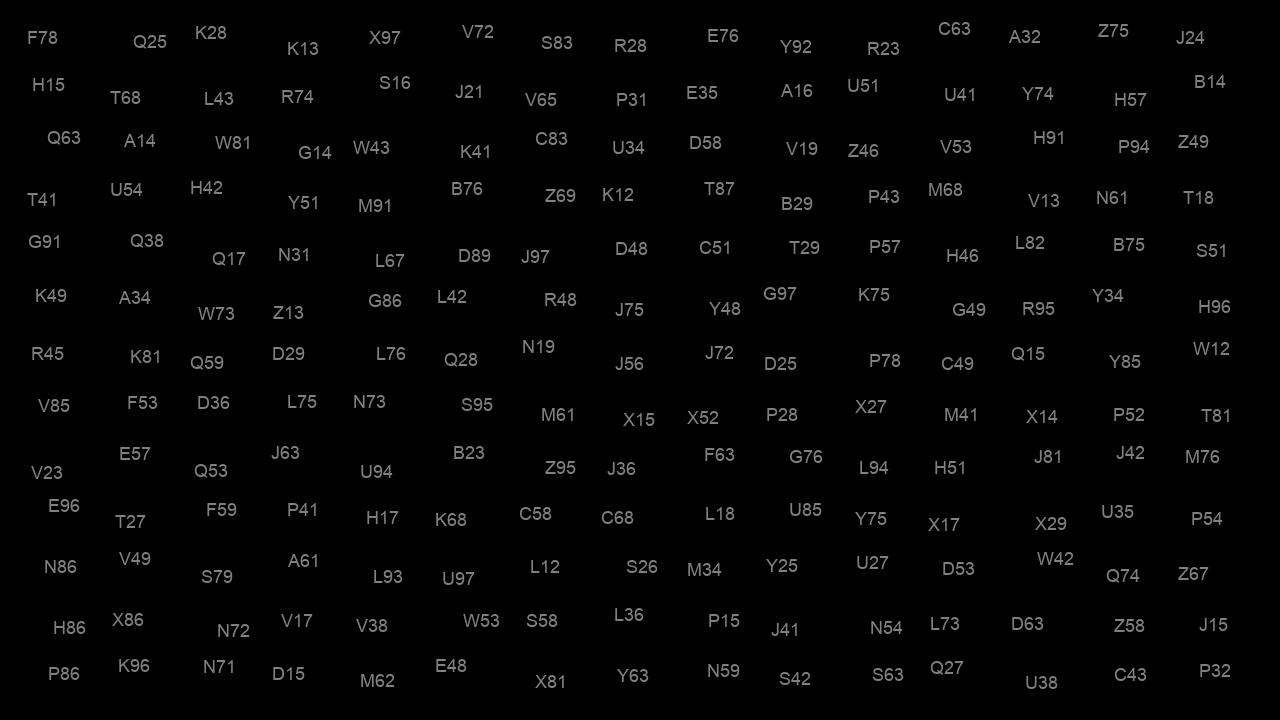 F78 Q25 K28 K13 X97 V72 S83 R28 E76 Y92 R23 C63 A32 Z75 J24
H15 T68 L43 R74 S16 J21 V65 P31 E35 A16 U51 U41 Y74 H57 B14
Q63 A14 W81 G14 W43 K41 C83 U34 D58 V19 Z46 V53 H91 P94 Z49
T41 U54 H42 Y51 M91 B76 Z69 K12 T87 B29 P43 M68 V13 N61 T18
G91 Q38 Q17 N31 L67 D89 J97 D48 C51 T29 P57 H46 L82 B75 S51
K49 A34 W73 Z13 G86 L42 R48 J75 Y48 G97 K75 G49 R95 Y34 H96
R45 K81 Q59 D29 L76 Q28 N19 J56 J72 D25 P78 C49 Q15 Y85 W12
V85 F53 D36 L75 N73 S95 M61 X15 X52 P28 X27 M41 X14 P52 T81
V23 E57 Q53 J63 U94 B23 Z95 J36 F63 G76 L94 H51 J81 J42 M76
E96 T27 F59 P41 H17 K68 C58 C68 L18 U85 Y75 X17 X29 U35 P54
N86 V49 S79 A61 L93 U97 L12 S26 M34 Y25 U27 D53 W42 Q74 Z67
H86 X86 N72 V17 V38 W53 S58 L36 P15 J41 N54 L73 D63 Z58 J15
P86 K96 N71 D15 M62 E48 X81 Y63 N59 S42 S63 Q27 U38 C43 P32